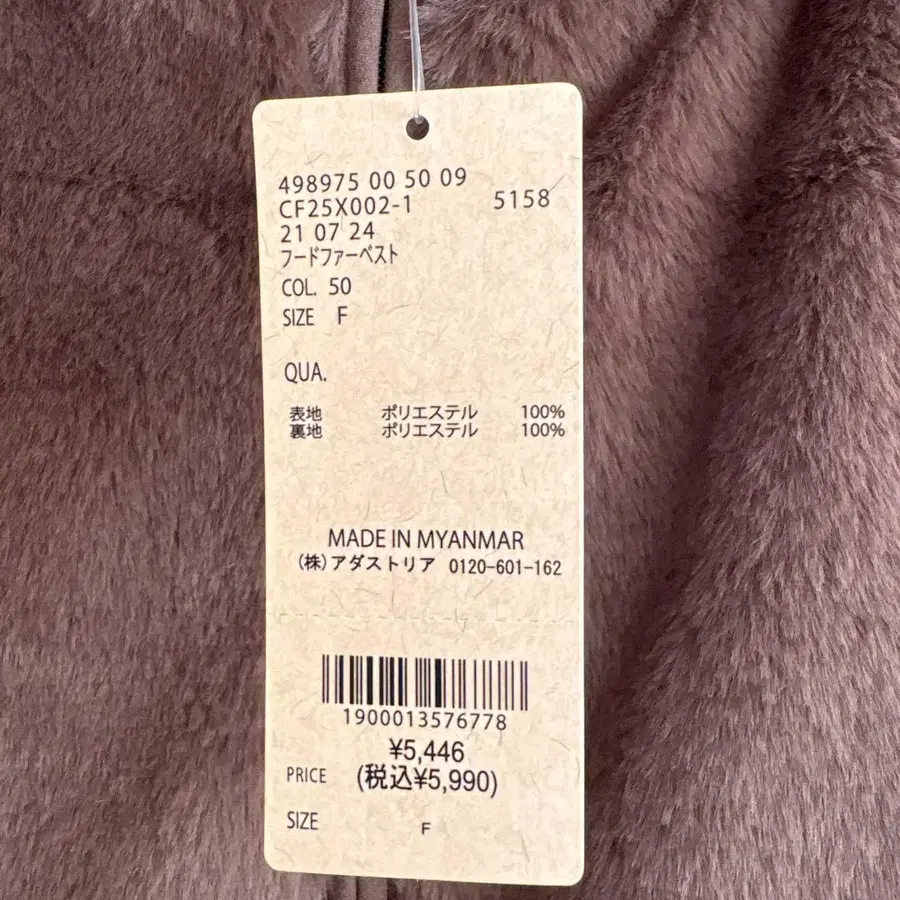 498975 00 50 09
CF25X002-1 5158
21 07 24
フードファーベスト
COL. 50
SIZE F
QUA.
表地 ポリエステル 100%
裏地 ポリエステル 100%
MADE IN MYANMAR
(株)アダストリア 0120-601-162
1900013576778
¥5,446
PRICE (税込¥5,990)
SIZE F